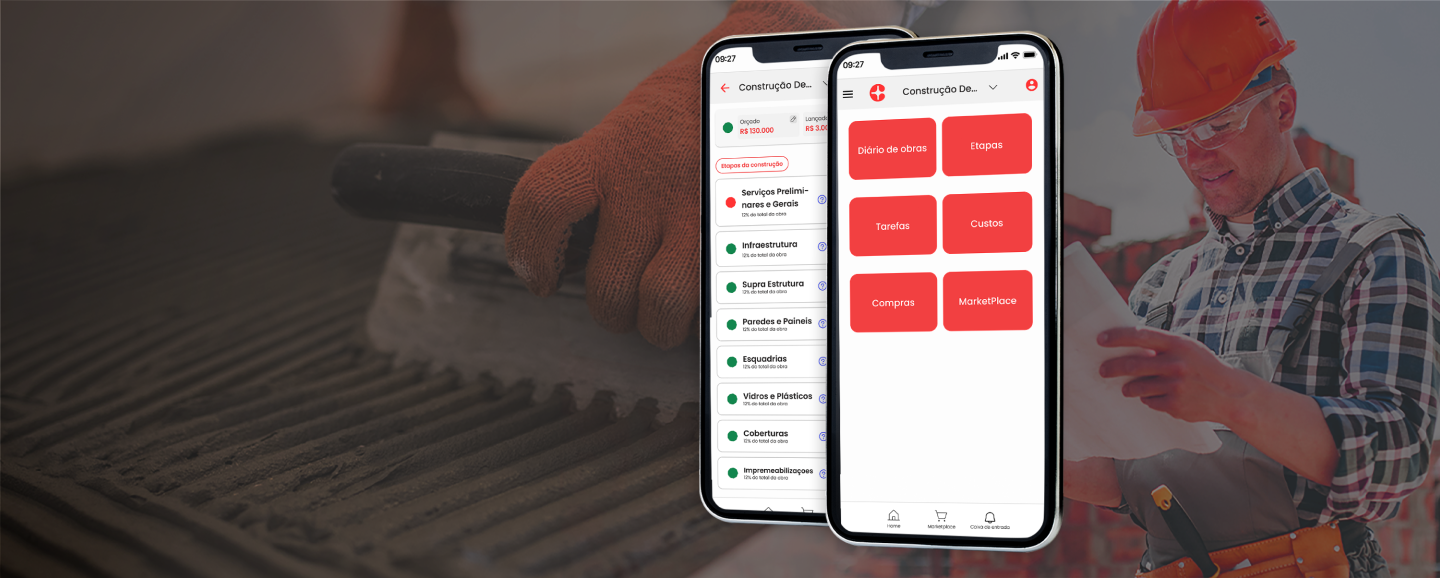 09:27
Construção De...
Orçado
R$ 130.000
Lançado
R$ 3.00
Etapas da construção
Serviços Prelimi-
nares e Gerais
12% do total da obra
Infraestrutura
12% do total da obra
Supra Estrutura
12% do total da obra
Paredes e Paineis
12% do total da obra
Esquadrias
12% do total da obra
Vidros e Plásticos
12% do total da obra
Coberturas
12% do total da obra
Impremeabilizaçoes
12% do total da obra
09:27
Construção De...
Diário de obras
Etapas
Tarefas
Custos
Compras
MarketPlace
Home
Marketplace
Caixa de entrada